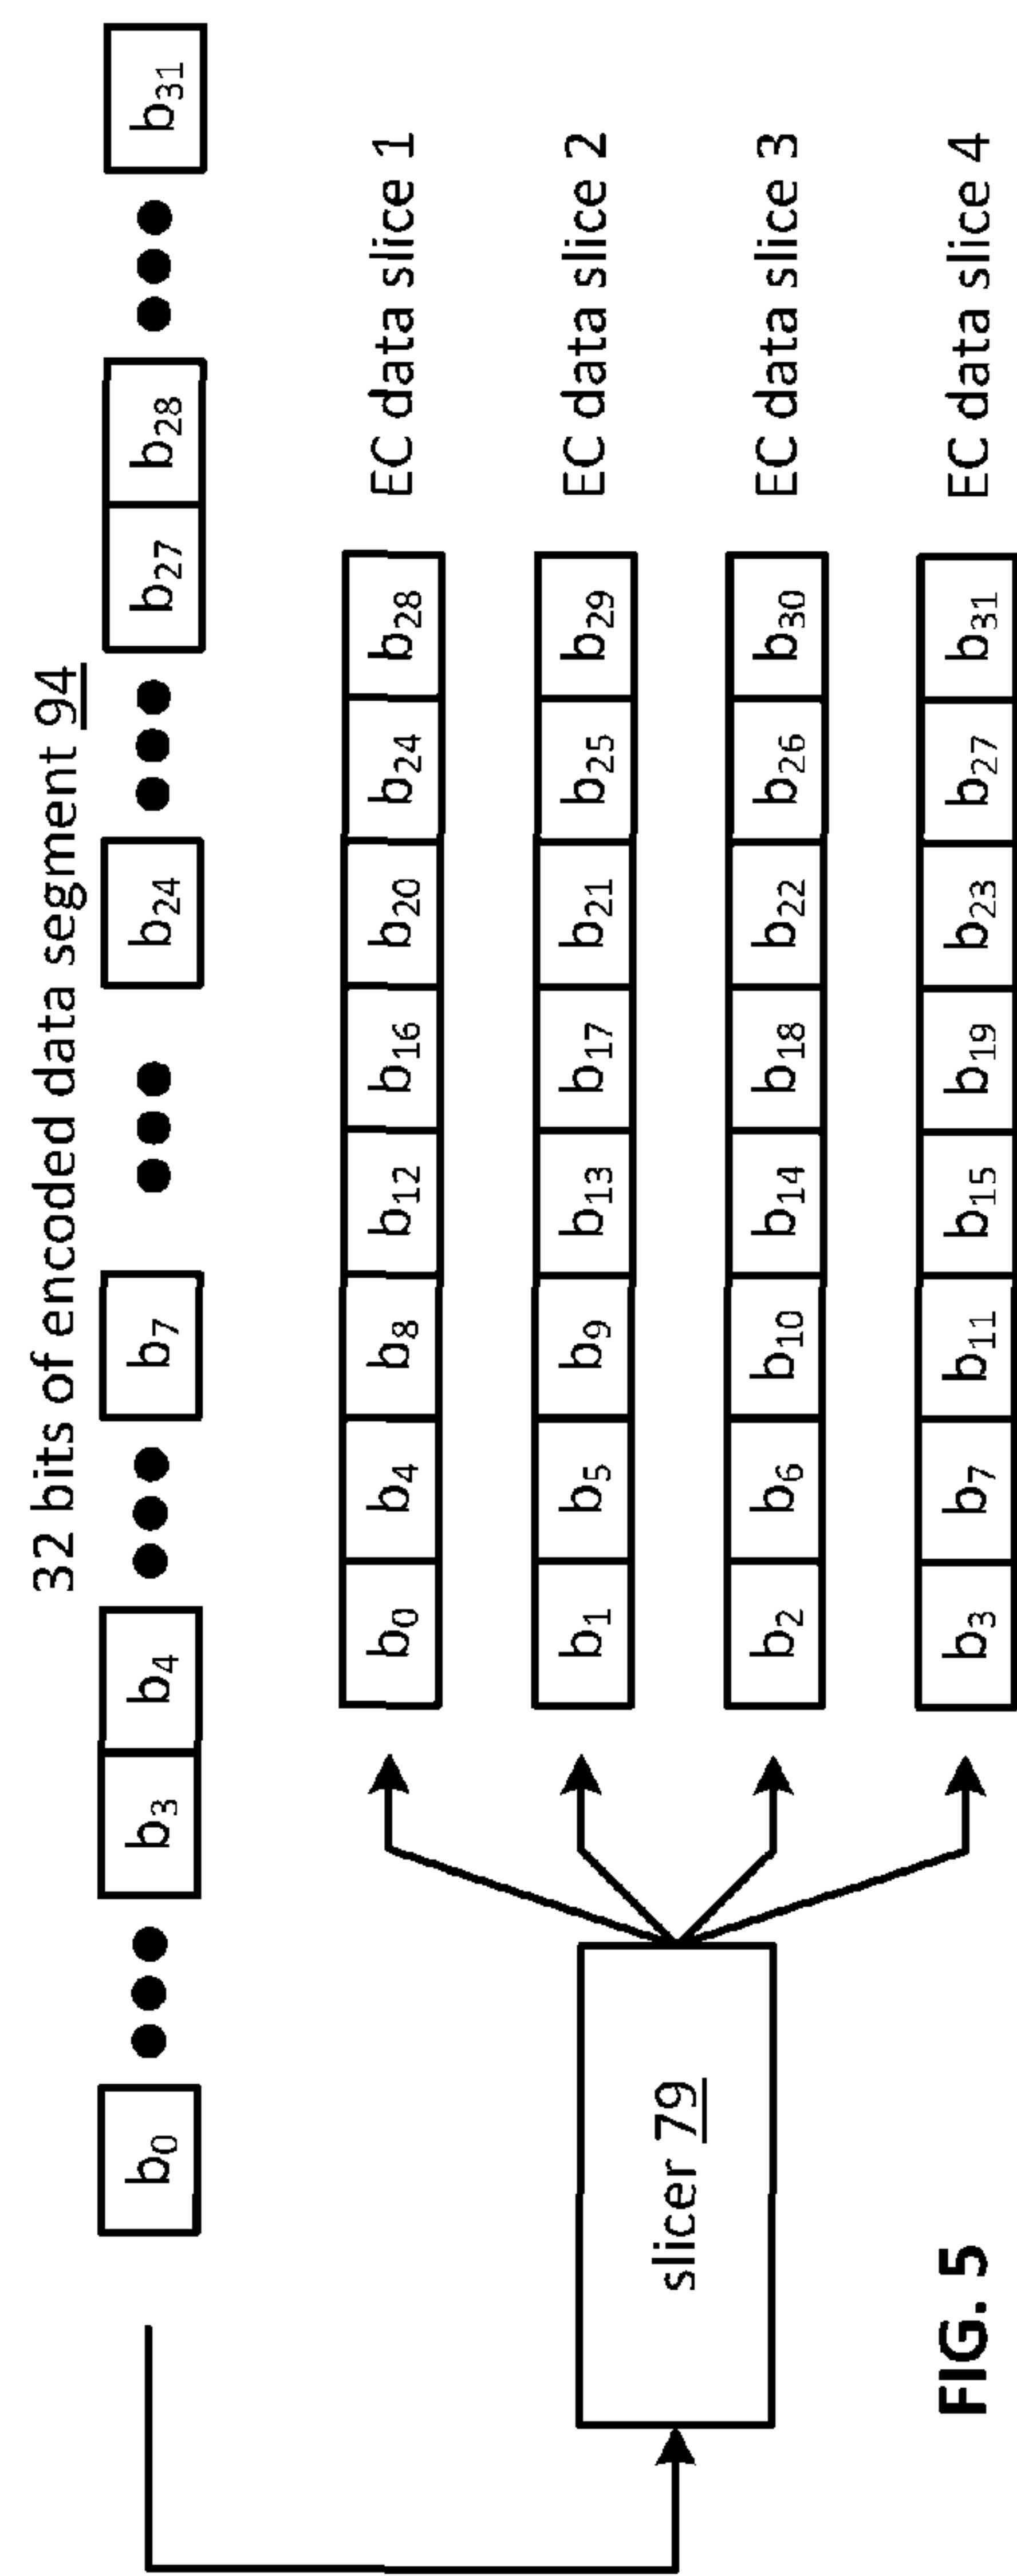 32 bits of encoded data segment 94
b0 ••• b3 b4 ••• b7 ••• b24 ••• b27 b28 ••• b31
b0 b4 b8 b12 b16 b20 b24 b28 EC data slice 1
b1 b5 b9 b13 b17 b21 b25 b29 EC data slice 2
slicer 79
b2 b6 b10 b14 b18 b22 b26 b30 EC data slice 3
b3 b7 b11 b15 b19 b23 b27 b31 EC data slice 4
FIG. 5